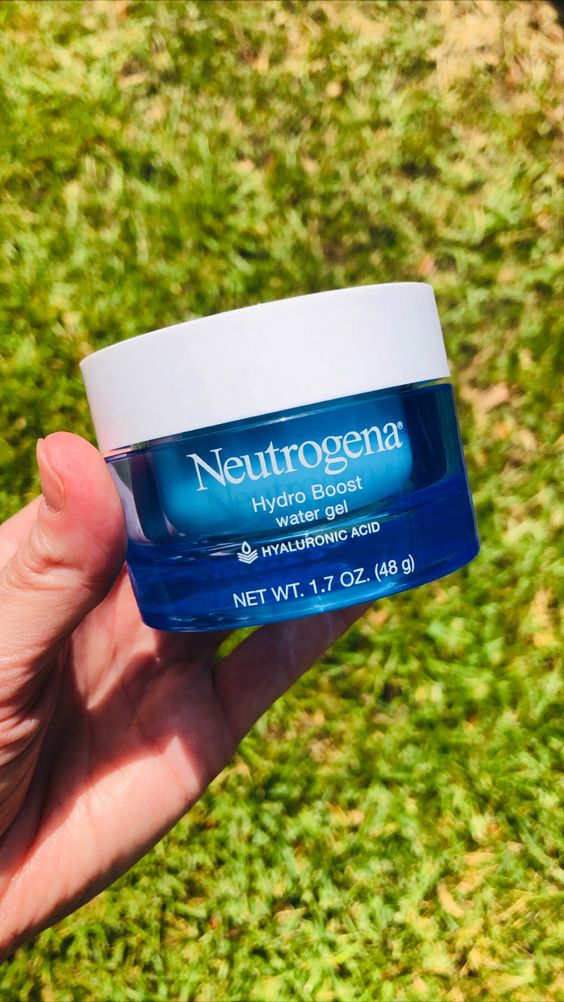 Neutrogena®
Hydro Boost
water gel
HYALURONIC ACID
NET WT. 1.7 OZ. (48 g)